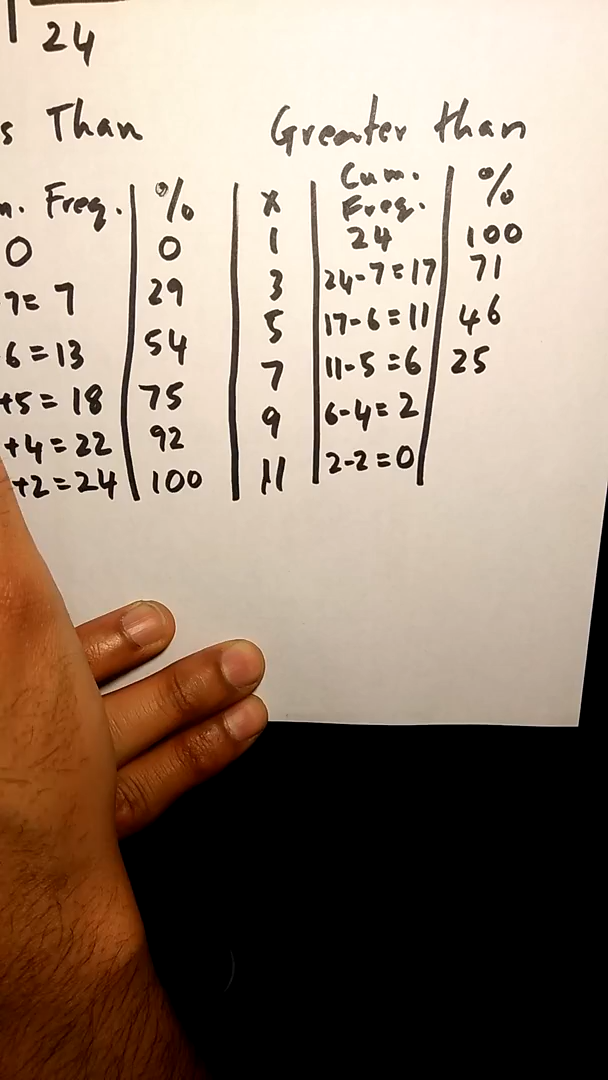 24
s Than Greater than
n. Freq. % x Cum. Freq. %
0 0 1 24 100
7=7 29 3 24-7=17 71
6=13 54 5 17-6=11 46
+5=18 75 7 11-5=6 25
+4=22 92 9 6-4=2
+2=24 100 11 2-2=0